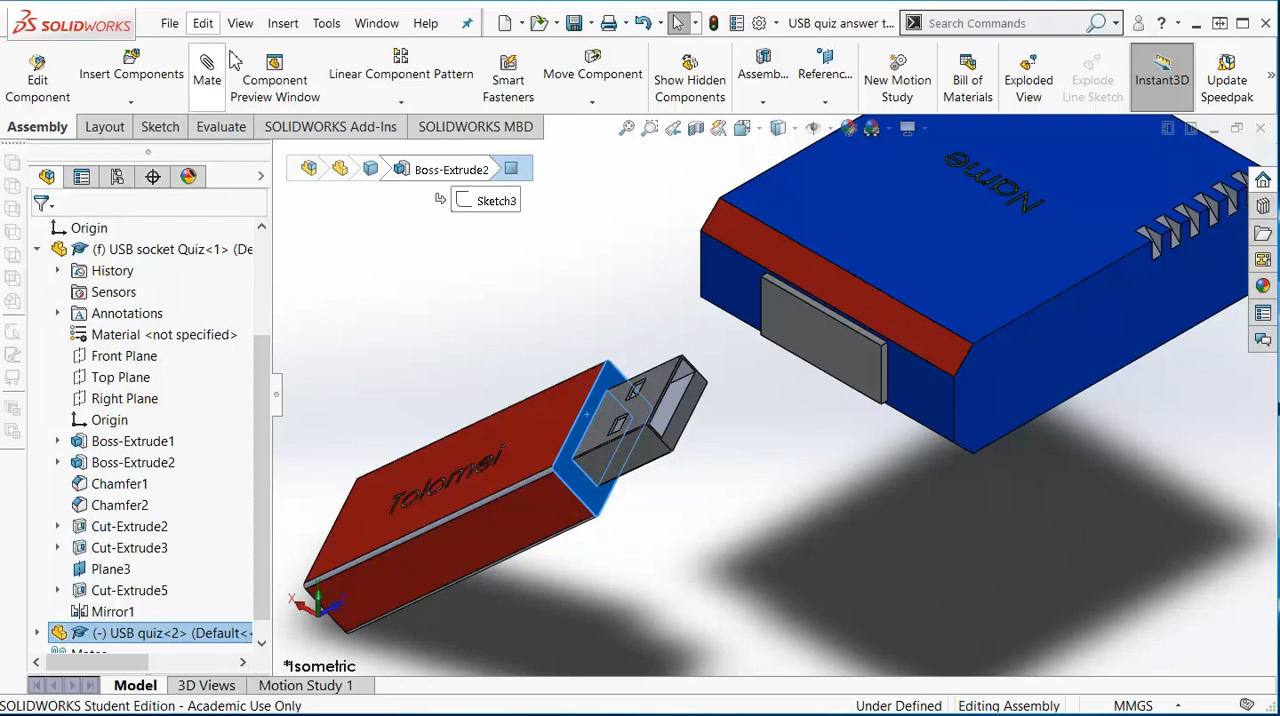 SOLIDWORKS File Edit View Insert Tools Window Help USB quiz answer t... Search Commands
Edit Component
Insert Components
Mate
Component Preview Window
Linear Component Pattern
Smart Fasteners
Move Component
Show Hidden Components
Assemb...
Referenc...
New Motion Study
Bill of Materials
Exploded View
Explode Line Sketch
Instant3D
Update Speedpak
Assembly Layout Sketch Evaluate SOLIDWORKS Add-Ins SOLIDWORKS MBD
Boss-Extrude2
Sketch3
Origin
(f) USB socket Quiz<1> (De
History
Sensors
Annotations
Material <not specified>
Front Plane
Top Plane
Right Plane
Origin
Boss-Extrude1
Boss-Extrude2
Chamfer1
Chamfer2
Cut-Extrude2
Cut-Extrude3
Plane3
Cut-Extrude5
Mirror1
(-) USB quiz<2> (Default<
Mates
Name
Tolomei
X
*Isometric
Model 3D Views Motion Study 1
SOLIDWORKS Student Edition - Academic Use Only Under Defined Editing Assembly MMGS